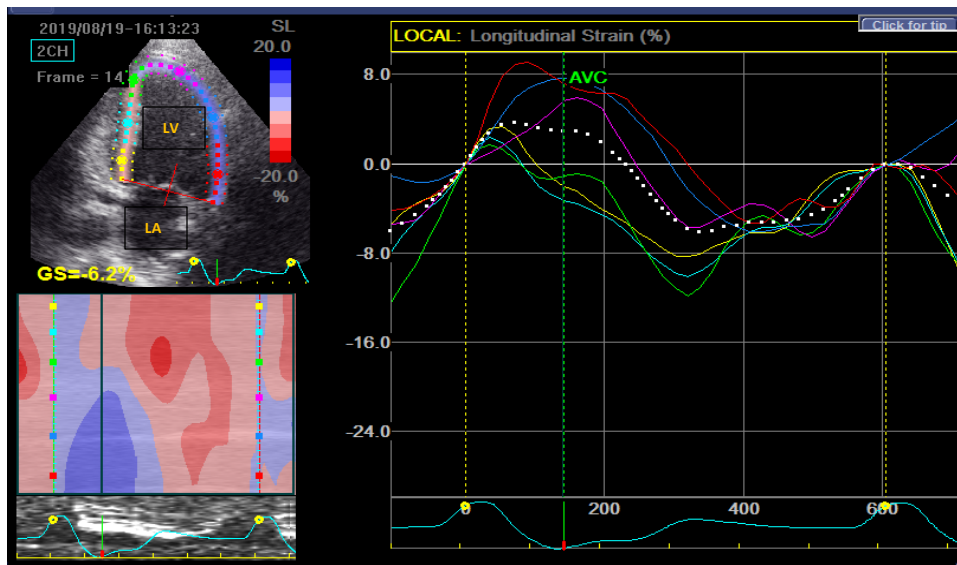 2019/08/19-16:13:23
SL
2CH
20.0
Frame = 14
LV
-20.0
%
LA
GS=-6.2%
Click for tip
LOCAL: Longitudinal Strain (%)
8.0
AVC
0.0
-8.0
-16.0
-24.0
0
200
400
600